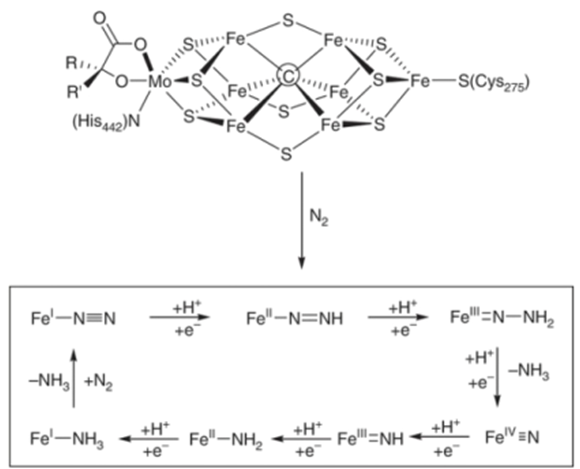 O
S
O
S
Fe
Fe
S
R
R'
O
Mo
S
Fe
C
Fe
S
Fe
S(Cys₂₇₅)
(His₄₄₂)N
S
Fe
S
Fe
S
S
N₂
Feᴵ–N≡N
+H⁺
+e⁻
Feᴵᴵ–N=NH
+H⁺
+e⁻
Feᴵᴵᴵ=N–NH₂
+H⁺
+e⁻
–NH₃
Feᴵⱽ≡N
+H⁺
+e⁻
Feᴵᴵᴵ=NH
+H⁺
+e⁻
Feᴵᴵ–NH₂
+H⁺
+e⁻
Feᴵ–NH₃
–NH₃
+N₂